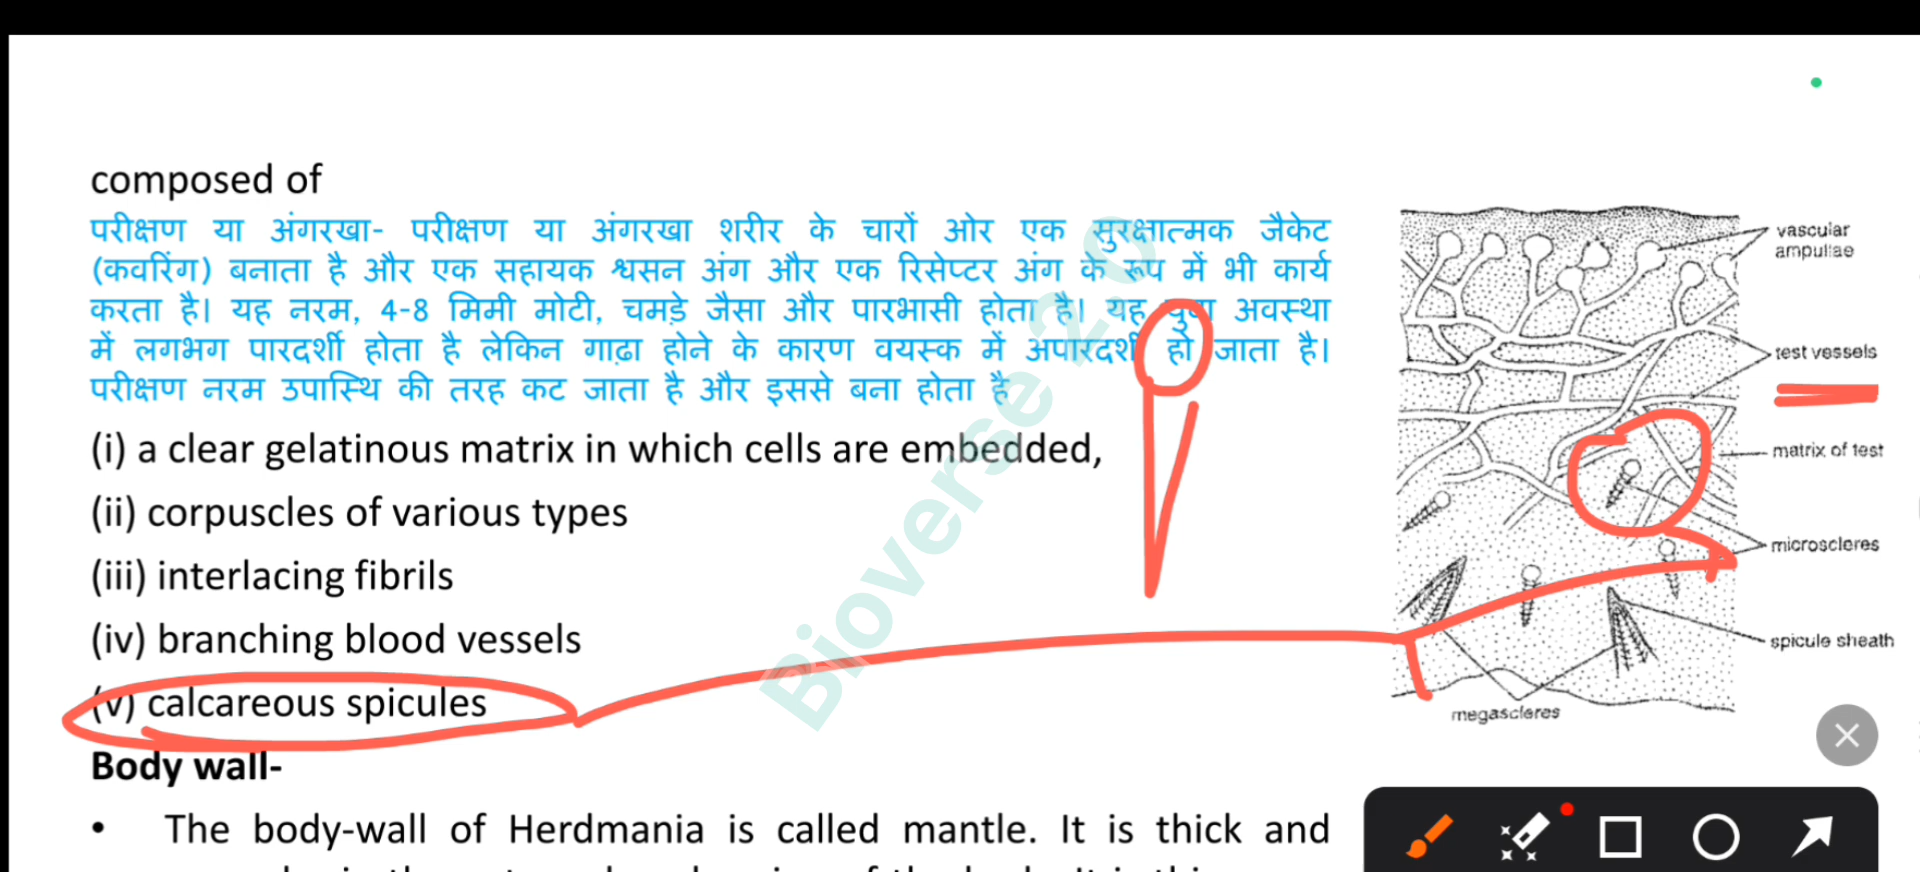 composed of
परीक्षण या अंगरखा- परीक्षण या अंगरखा शरीर के चारों ओर एक सुरक्षात्मक जैकेट
(कवरिंग) बनाता है और एक सहायक श्वसन अंग और एक रिसेप्टर अंग के रूप में भी कार्य
करता है। यह नरम, 4-8 मिमी मोटी, चमड़े जैसा और पारभासी होता है। यह युवा अवस्था
में लगभग पारदर्शी होता है लेकिन गाढ़ा होने के कारण वयस्क में अपारदर्शी हो जाता है।
परीक्षण नरम उपास्थि की तरह कट जाता है और इससे बना होता है
(i) a clear gelatinous matrix in which cells are embedded,
(ii) corpuscles of various types
(iii) interlacing fibrils
(iv) branching blood vessels
(v) calcareous spicules
Body wall-
• The body-wall of Herdmania is called mantle. It is thick and
vascular
ampullae
test vessels
matrix of test
microscleres
spicule sheath
megascleres
Bioverse 2.0